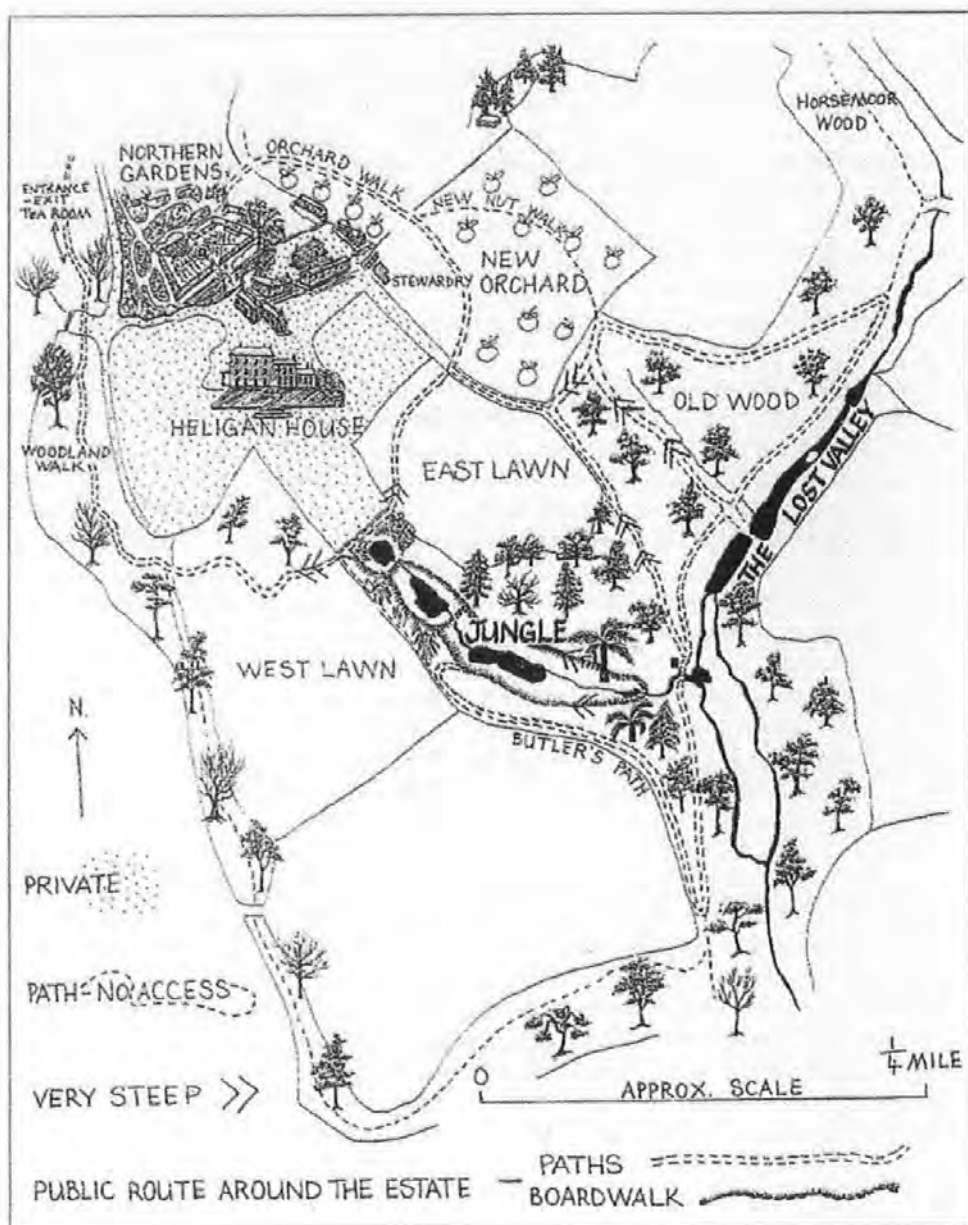 HORSEMOOR
WOOD
NORTHERN
GARDENS
ORCHARD WALK
ENTRANCE
- EXIT
TEA ROOM
NEW NUT WALK
NEW
ORCHARD
STEWARDRY
HELIGAN HOUSE
OLD WOOD
WOODLAND
WALK
EAST LAWN
THE LOST VALLEY
JUNGLE
WEST LAWN
N.
BUTLER'S PATH
PRIVATE
PATH - NO ACCESS
VERY STEEP >>
0
1/4 MILE
APPROX. SCALE
PUBLIC ROUTE AROUND THE ESTATE - PATHS
BOARDWALK